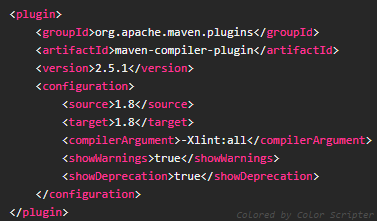 <plugin>
<groupId>org.apache.maven.plugins</groupId>
<artifactId>maven-compiler-plugin</artifactId>
<version>2.5.1</version>
<configuration>
<source>1.8</source>
<target>1.8</target>
<compilerArgument>-Xlint:all</compilerArgument>
<showWarnings>true</showWarnings>
<showDeprecation>true</showDeprecation>
</configuration>
</plugin>
Colored by Color Scripter